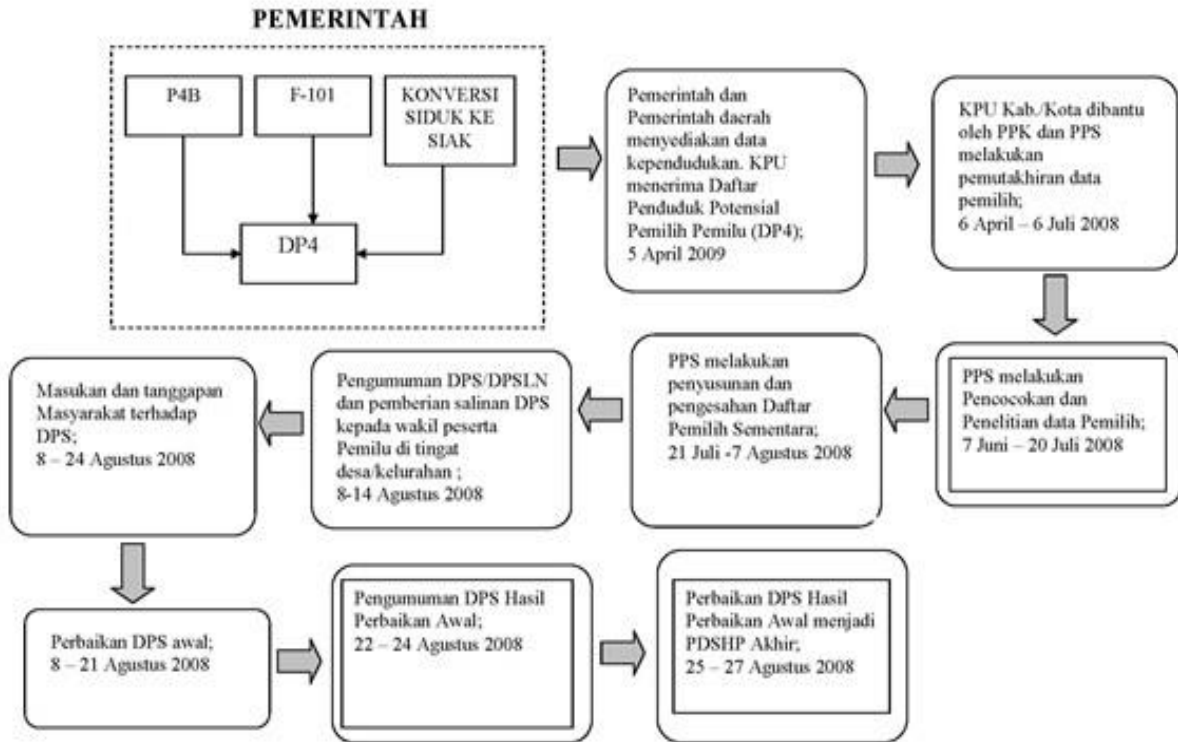 PEMERINTAH
P4B
F-101
KONVERSI
SIDUK KE
SIAK
DP4
Pemerintah dan
Pemerintah daerah
menyediakan data
kependudukan. KPU
menerima Daftar
Penduduk Potensial
Pemilih Pemilu (DP4);
5 April 2009
KPU Kab./Kota dibantu
oleh PPK dan PPS
melakukan
pemutakhiran data
pemilih;
6 April – 6 Juli 2008
PPS melakukan
Pencocokan dan
Penelitian data Pemilih;
7 Juni – 20 Juli 2008
PPS melakukan
penyusunan dan
pengesahan Daftar
Pemilih Sementara;
21 Juli -7 Agustus 2008
Pengumuman DPS/DPSLN
dan pemberian salinan DPS
kepada wakil peserta
Pemilu di tingat
desa/kelurahan ;
8-14 Agustus 2008
Masukan dan tanggapan
Masyarakat terhadap
DPS;
8 – 24 Agustus 2008
Perbaikan DPS awal;
8 – 21 Agustus 2008
Pengumuman DPS Hasil
Perbaikan Awal;
22 – 24 Agustus 2008
Perbaikan DPS Hasil
Perbaikan Awal menjadi
PDSHP Akhir;
25 – 27 Agustus 2008